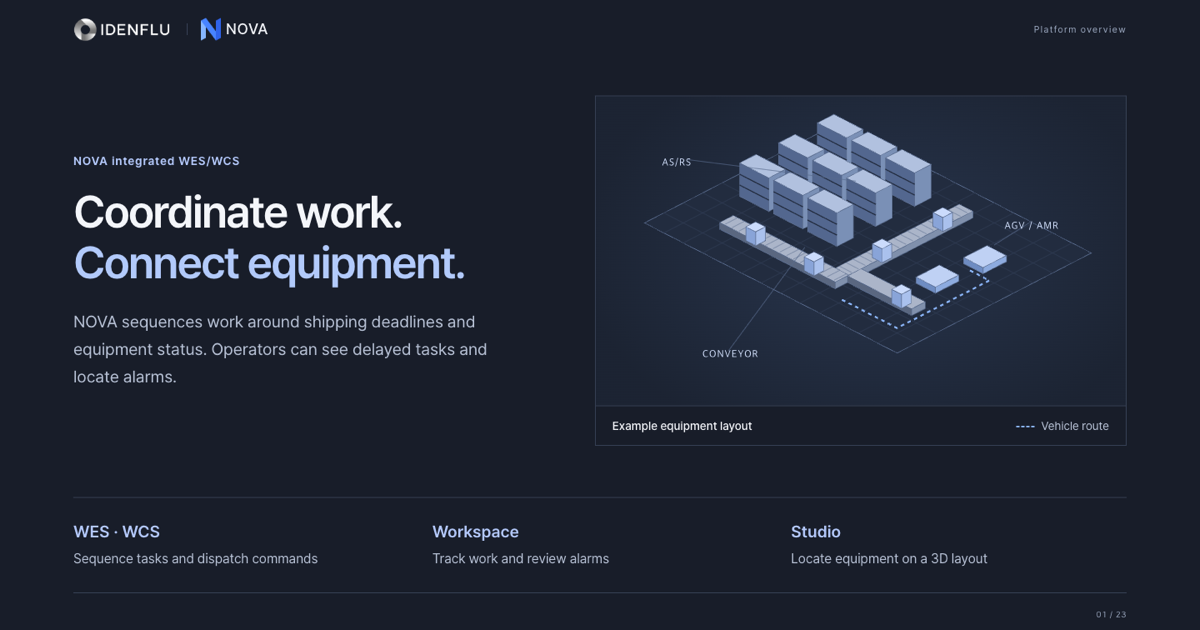 IDENFLU
NOVA
Platform overview
NOVA integrated WES/WCS
Coordinate work.
Connect equipment.
NOVA sequences work around shipping deadlines and
equipment status. Operators can see delayed tasks and
locate alarms.
AS/RS
AGV / AMR
CONVEYOR
Example equipment layout
Vehicle route
WES · WCS
Sequence tasks and dispatch commands
Workspace
Track work and review alarms
Studio
Locate equipment on a 3D layout
01 / 23